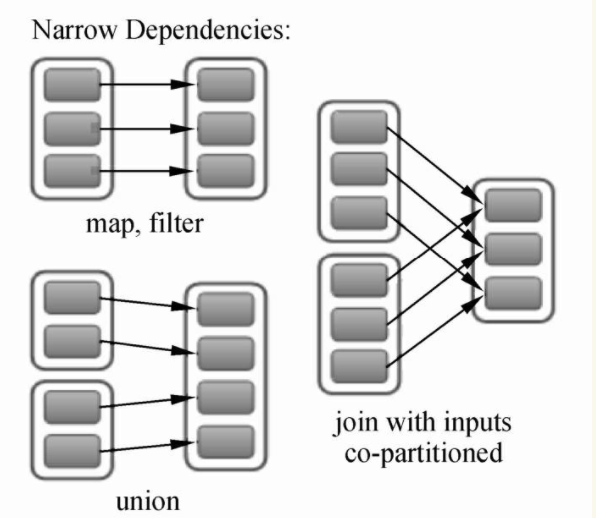 Narrow Dependencies:
map, filter
union
join with inputs
co-partitioned